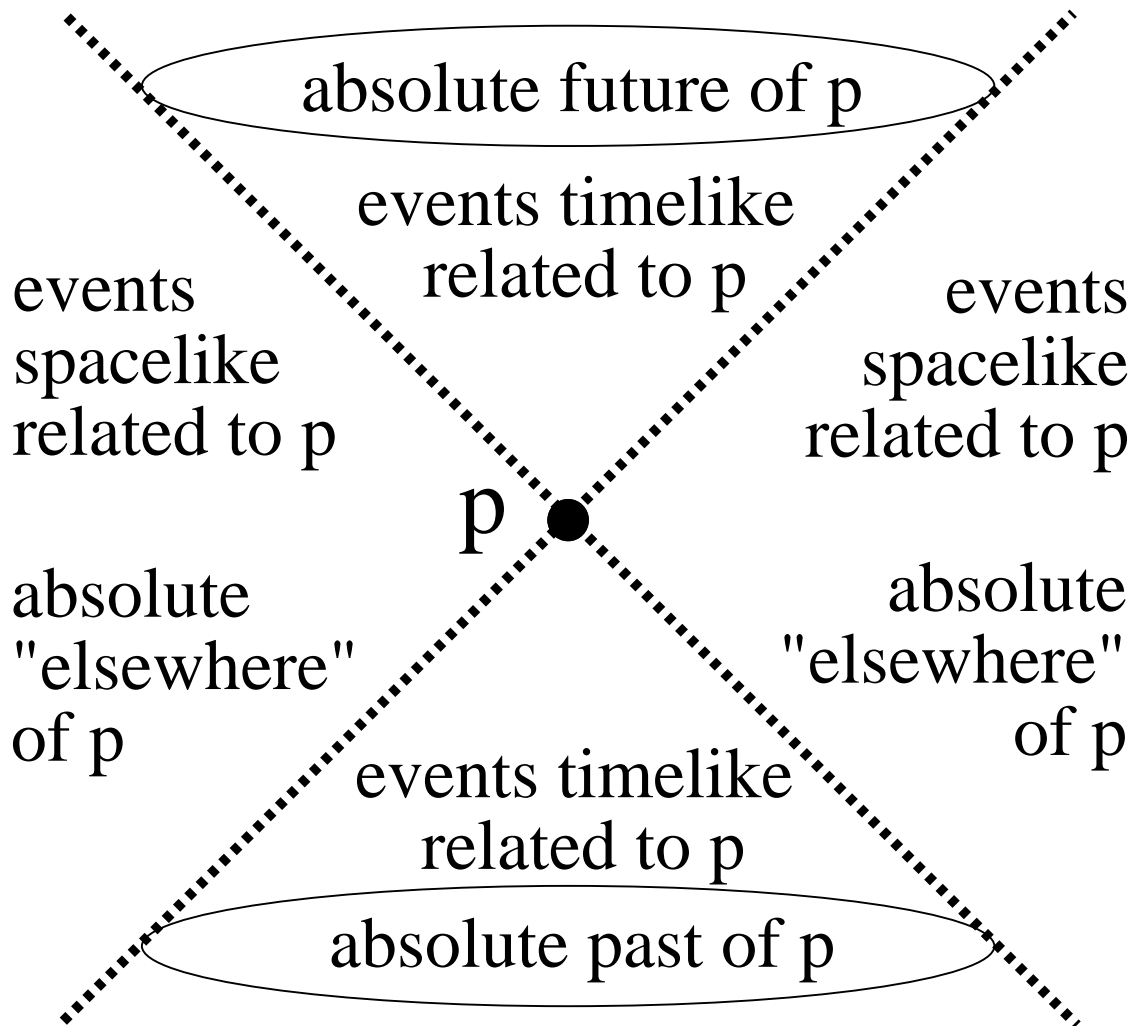 absolute future of p
events timelike
related to p
events
spacelike
related to p
events
spacelike
related to p
p
absolute
"elsewhere"
of p
absolute
"elsewhere"
of p
events timelike
related to p
absolute past of p